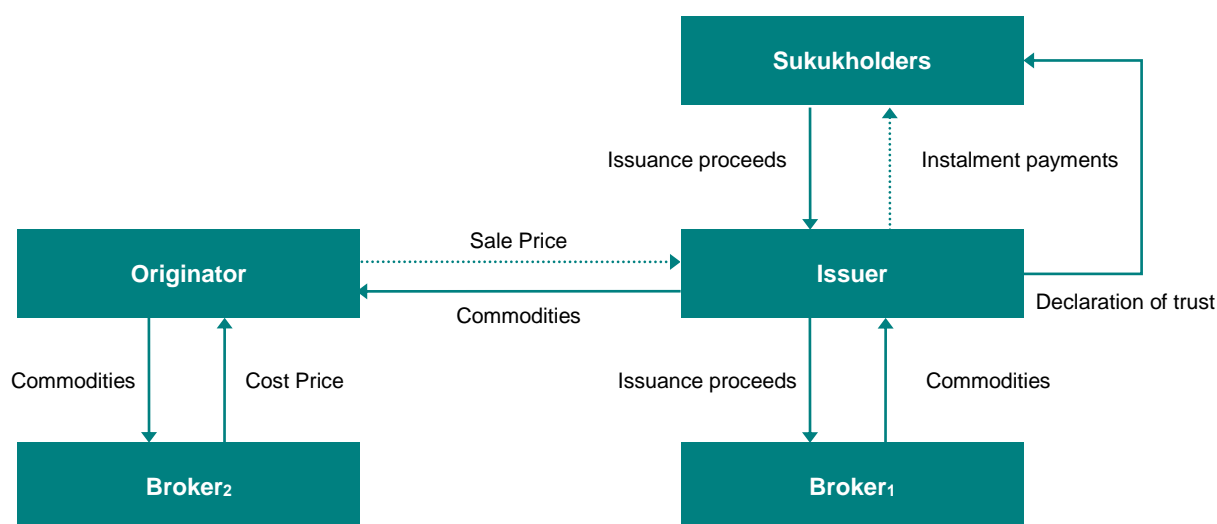 Sukukholders
Issuance proceeds
Instalment payments
Sale Price
Originator
Issuer
Commodities
Declaration of trust
Commodities
Cost Price
Issuance proceeds
Commodities
Broker₂
Broker₁